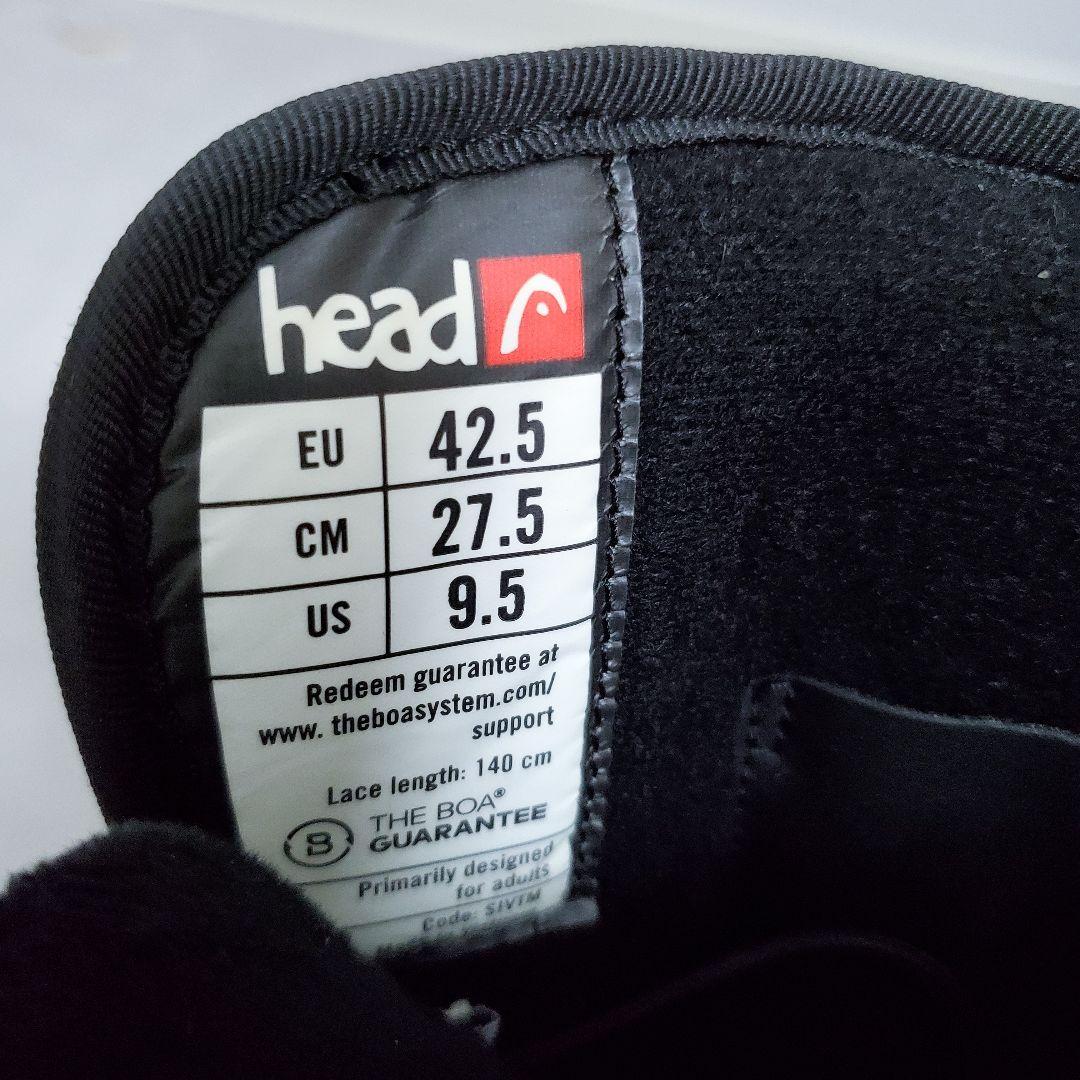 head
EU 42.5
CM 27.5
US 9.5
Redeem guarantee at
www. theboasystem.com/
support
Lace length: 140 cm
B THE BOA®
GUARANTEE
Primarily designed
for adults
Code: